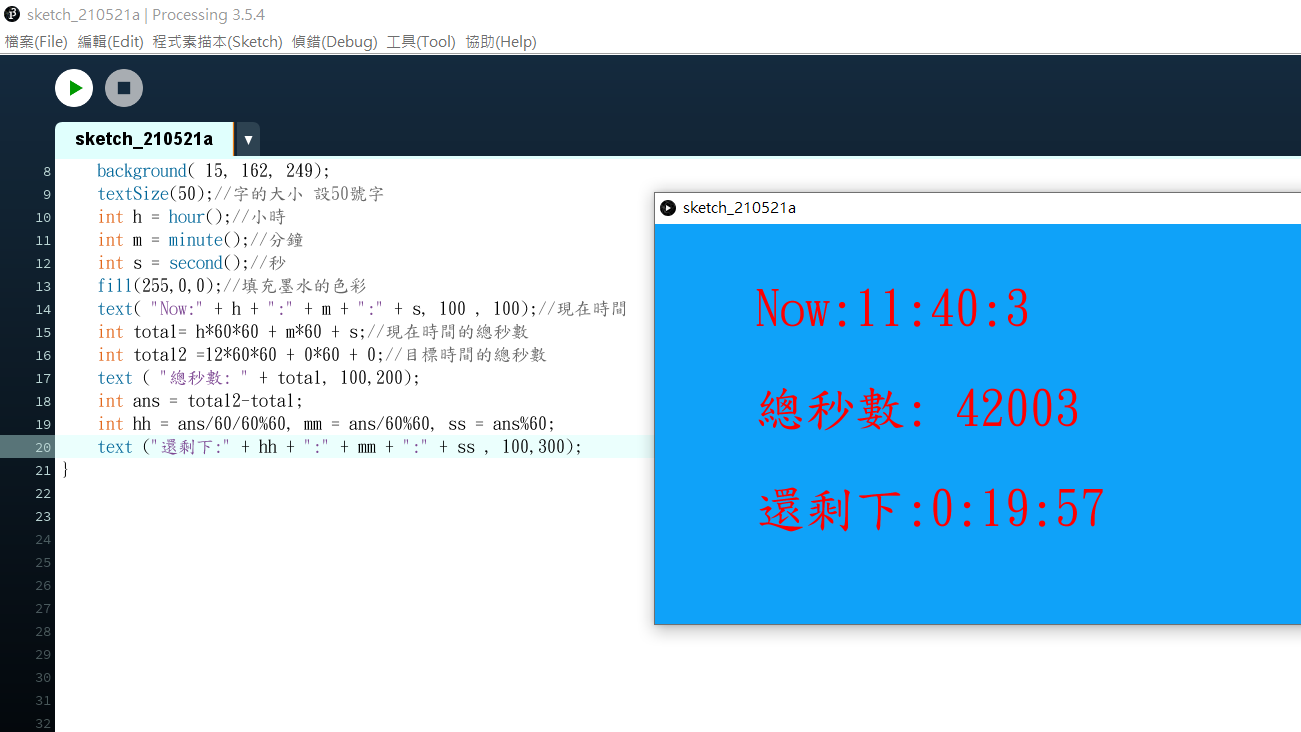 sketch_210521a | Processing 3.5.4
檔案(File) 編輯(Edit) 程式素描本(Sketch) 偵錯(Debug) 工具(Tool) 協助(Help)
sketch_210521a ▼
8 background( 15, 162, 249);
9 textSize(50);//字的大小 設50號字
10 int h = hour();//小時
11 int m = minute();//分鐘
12 int s = second();//秒
13 fill(255,0,0);//填充墨水的色彩
14 text( "Now:" + h + ":" + m + ":" + s, 100 , 100);//現在時間
15 int total= h*60*60 + m*60 + s;//現在時間的總秒數
16 int total2 =12*60*60 + 0*60 + 0;//目標時間的總秒數
17 text ( "總秒數: " + total, 100,200);
18 int ans = total2-total;
19 int hh = ans/60/60%60, mm = ans/60%60, ss = ans%60;
20 text ("還剩下:" + hh + ":" + mm + ":" + ss , 100,300);
21 }
22
23
24
25
26
27
28
29
30
31
32
sketch_210521a
Now:11:40:3
總秒數: 42003
還剩下:0:19:57